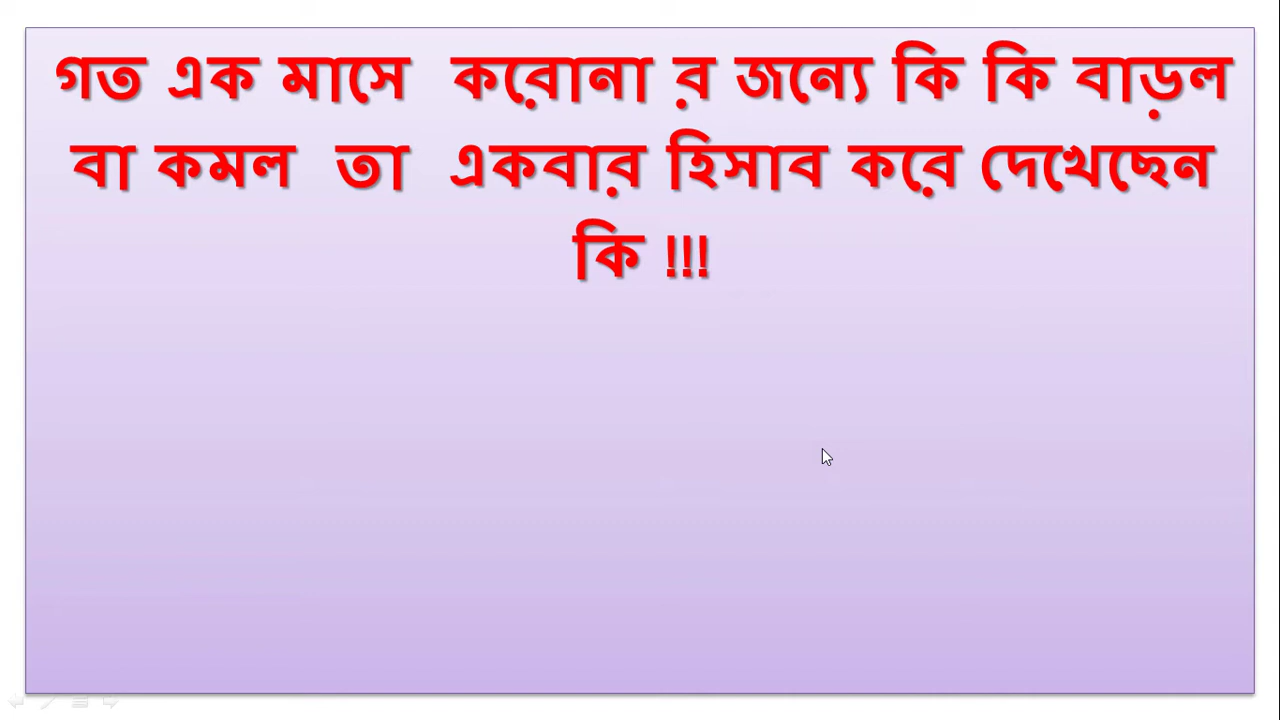 গত এক মাসে করোনা র জন্যে কি কি বাড়ল
বা কমল তা একবার হিসাব করে দেখেছেন
কি !!!